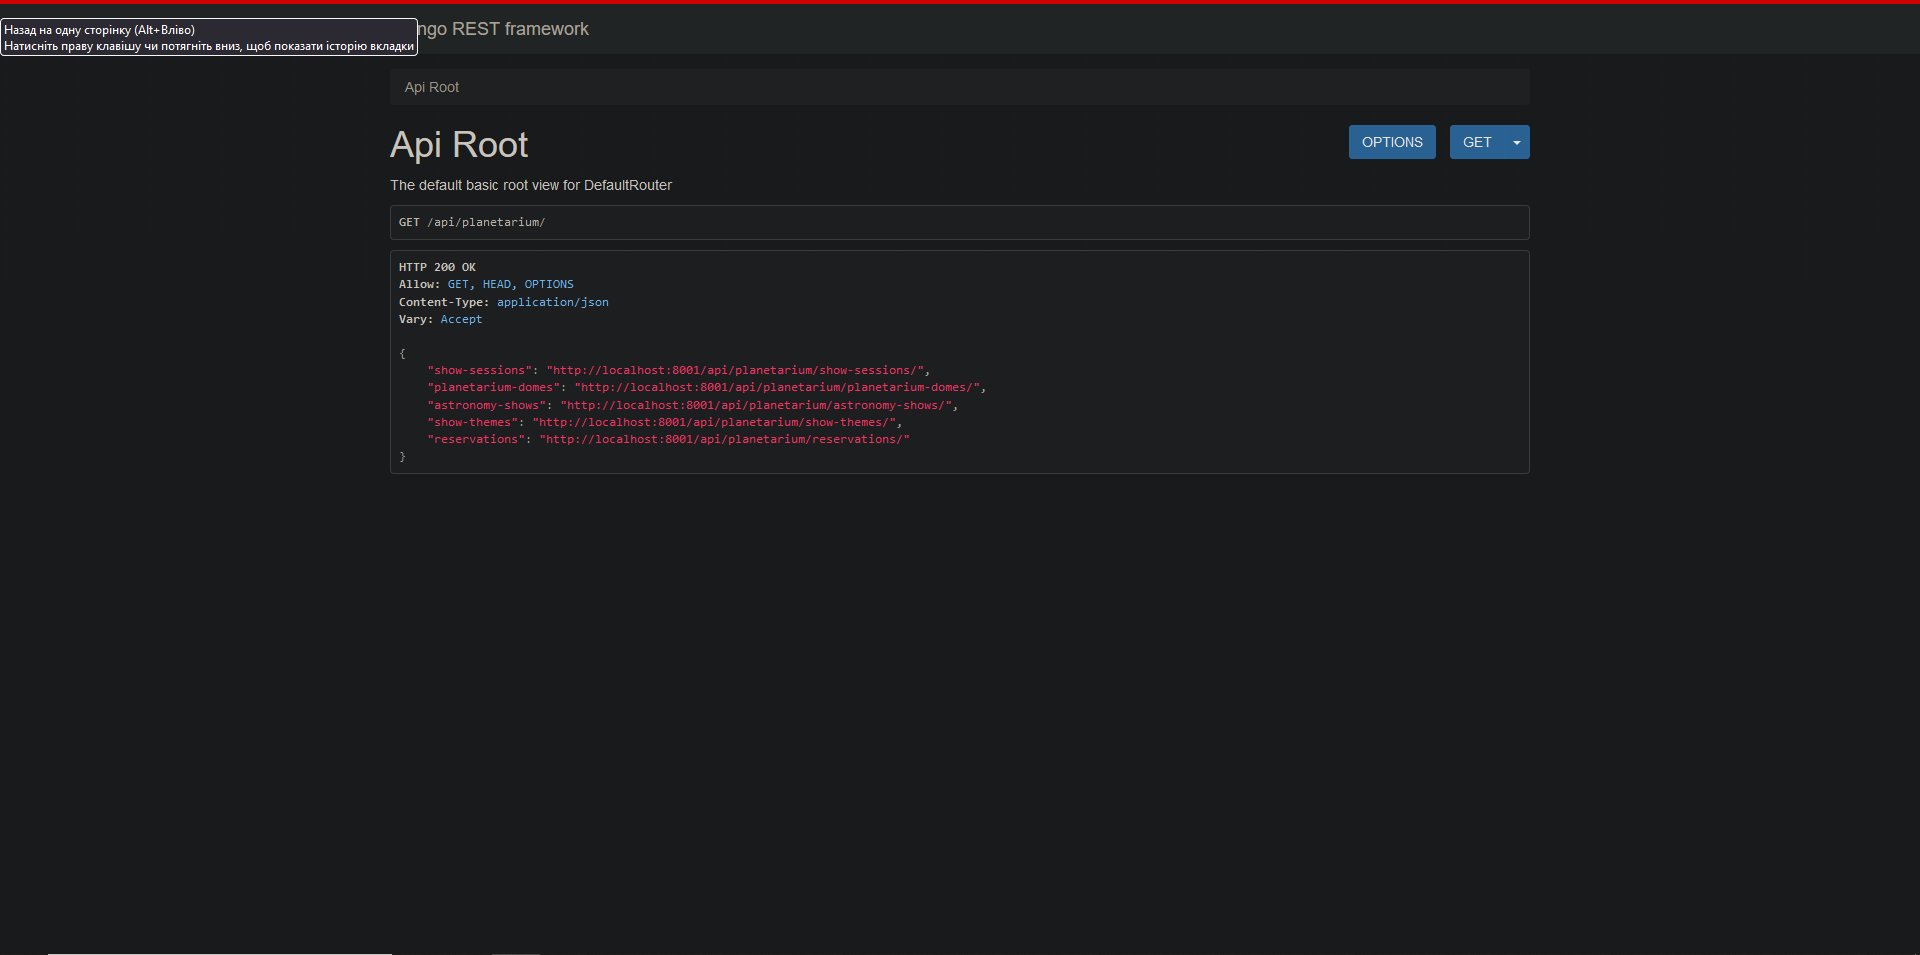 Назад на одну сторінку (Alt+Вліво)
Натисніть праву клавішу чи потягніть вниз, щоб показати історію вкладки
ngo REST framework
Api Root
Api Root
OPTIONS
GET
The default basic root view for DefaultRouter
GET /api/planetarium/
HTTP 200 OK
Allow: GET, HEAD, OPTIONS
Content-Type: application/json
Vary: Accept
{
    "show-sessions": "http://localhost:8001/api/planetarium/show-sessions/",
    "planetarium-domes": "http://localhost:8001/api/planetarium/planetarium-domes/",
    "astronomy-shows": "http://localhost:8001/api/planetarium/astronomy-shows/",
    "show-themes": "http://localhost:8001/api/planetarium/show-themes/",
    "reservations": "http://localhost:8001/api/planetarium/reservations/"
}